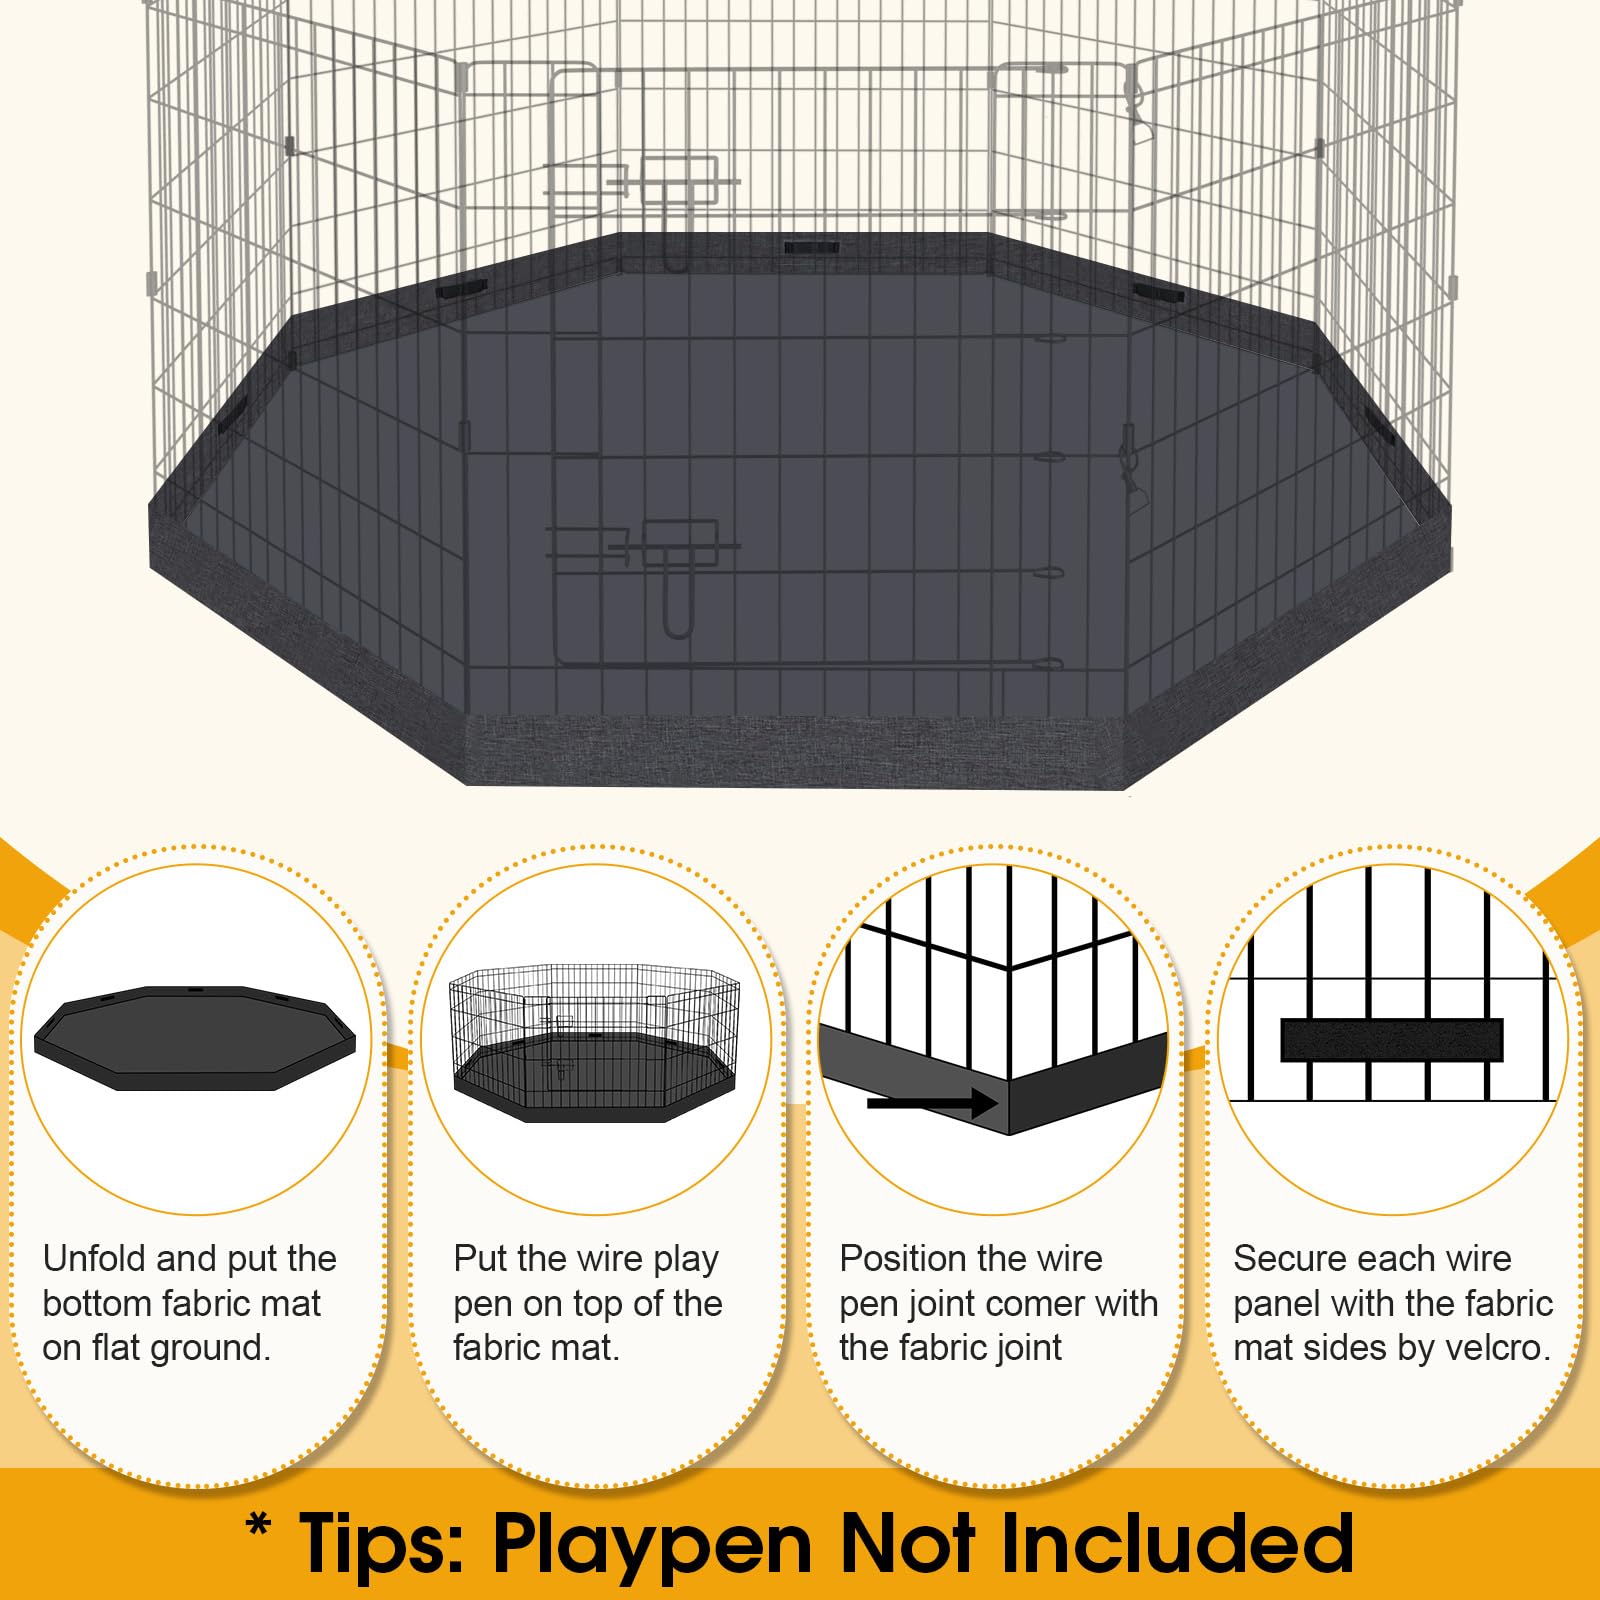 Unfold and put the
bottom fabric mat
on flat ground.
Put the wire play
pen on top of the
fabric mat.
Position the wire
pen joint comer with
the fabric joint
Secure each wire
panel with the fabric
mat sides by velcro.
* Tips: Playpen Not Included